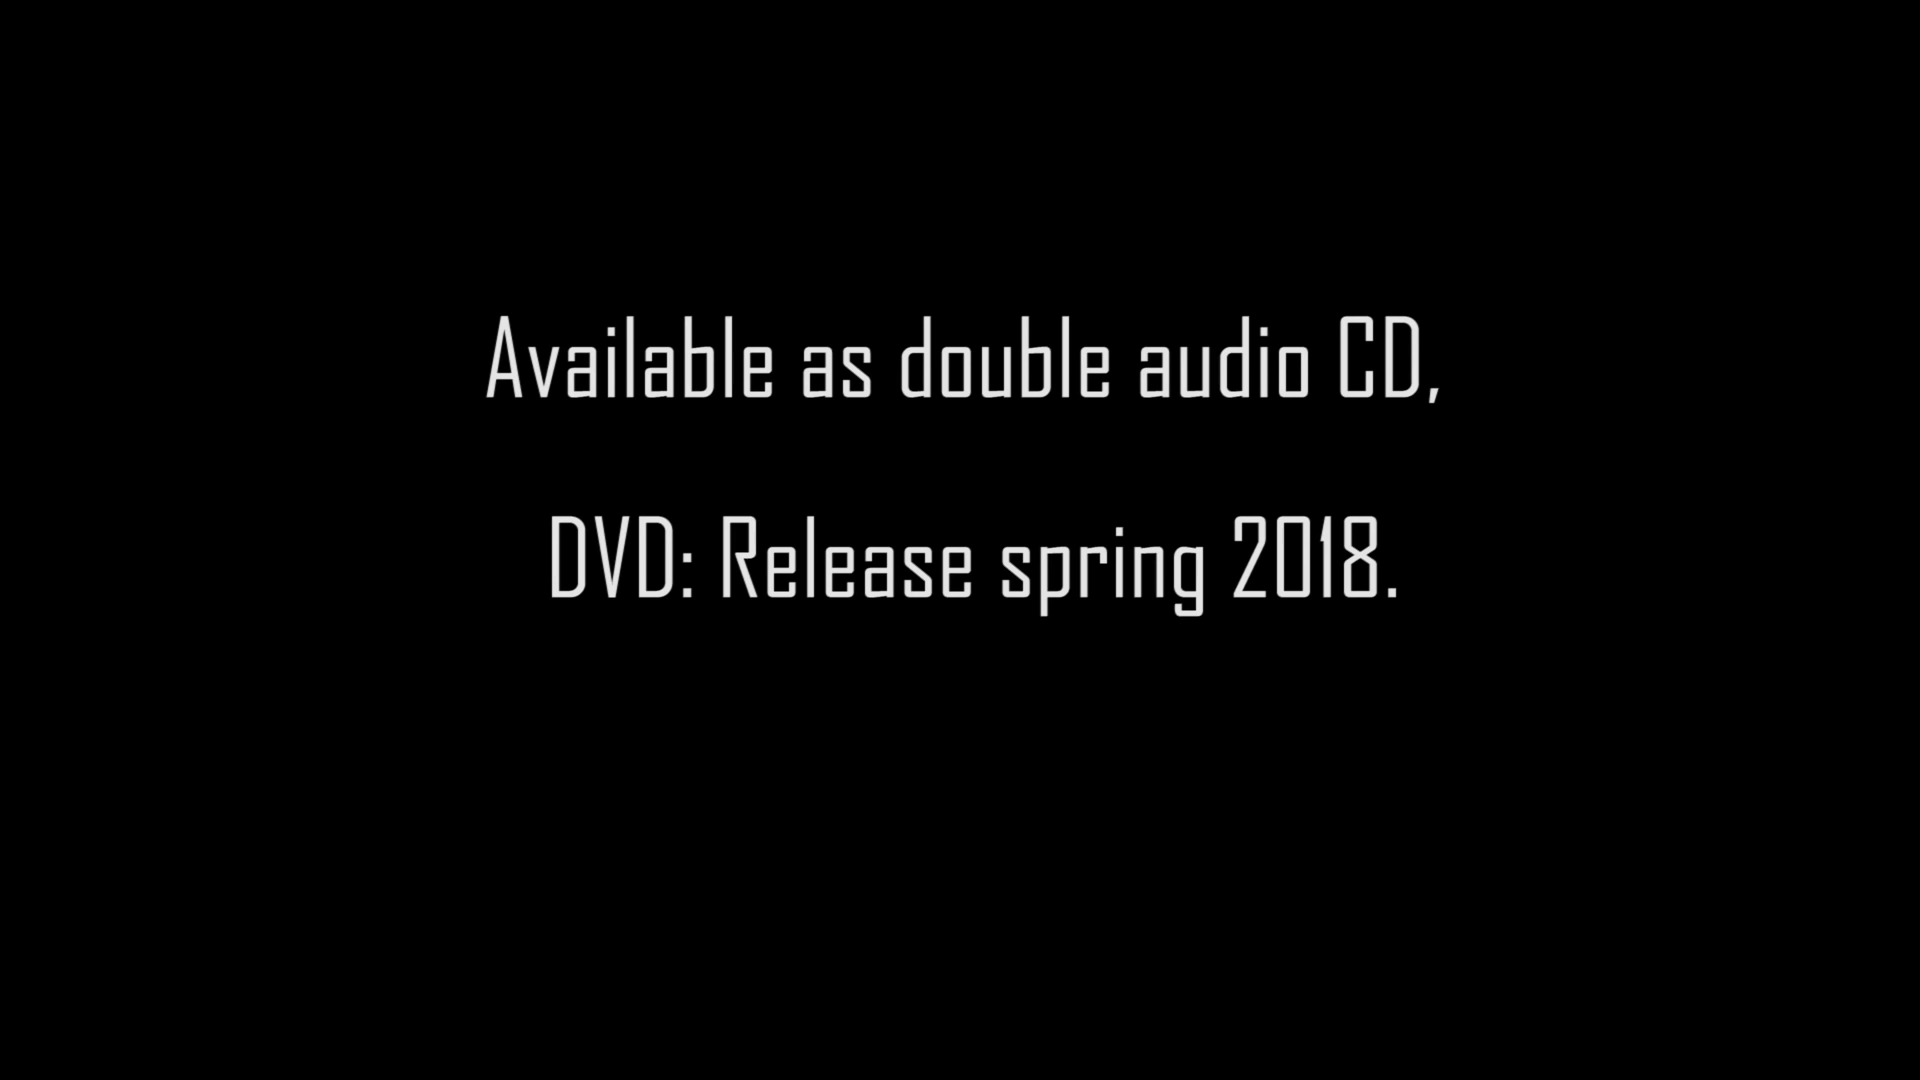 Available as double audio CD,
DVD: Release spring 2018.